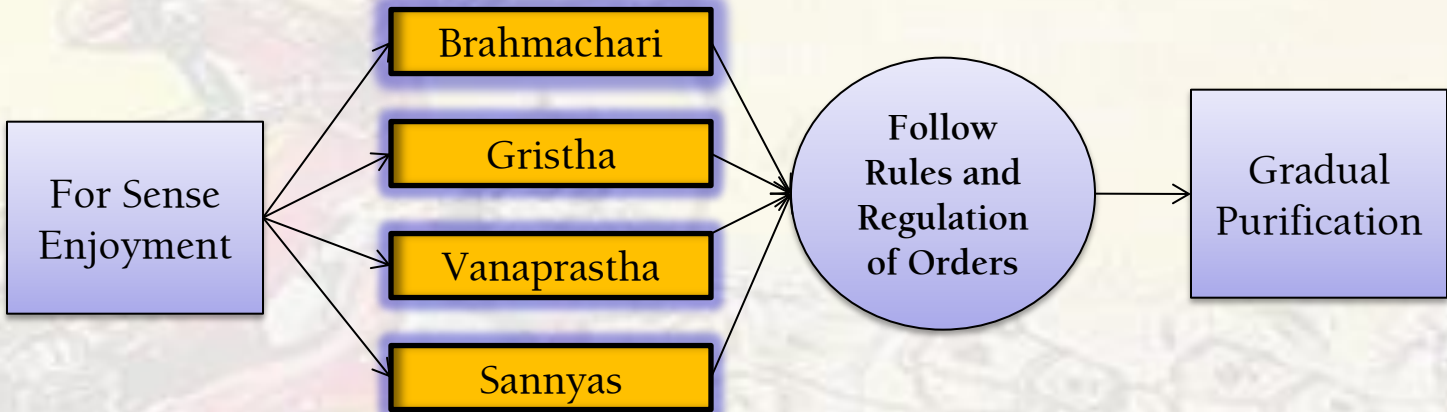 For Sense
Enjoyment
Brahmachari
Gristha
Vanaprastha
Sannyas
Follow
Rules and
Regulation
of Orders
Gradual
Purification